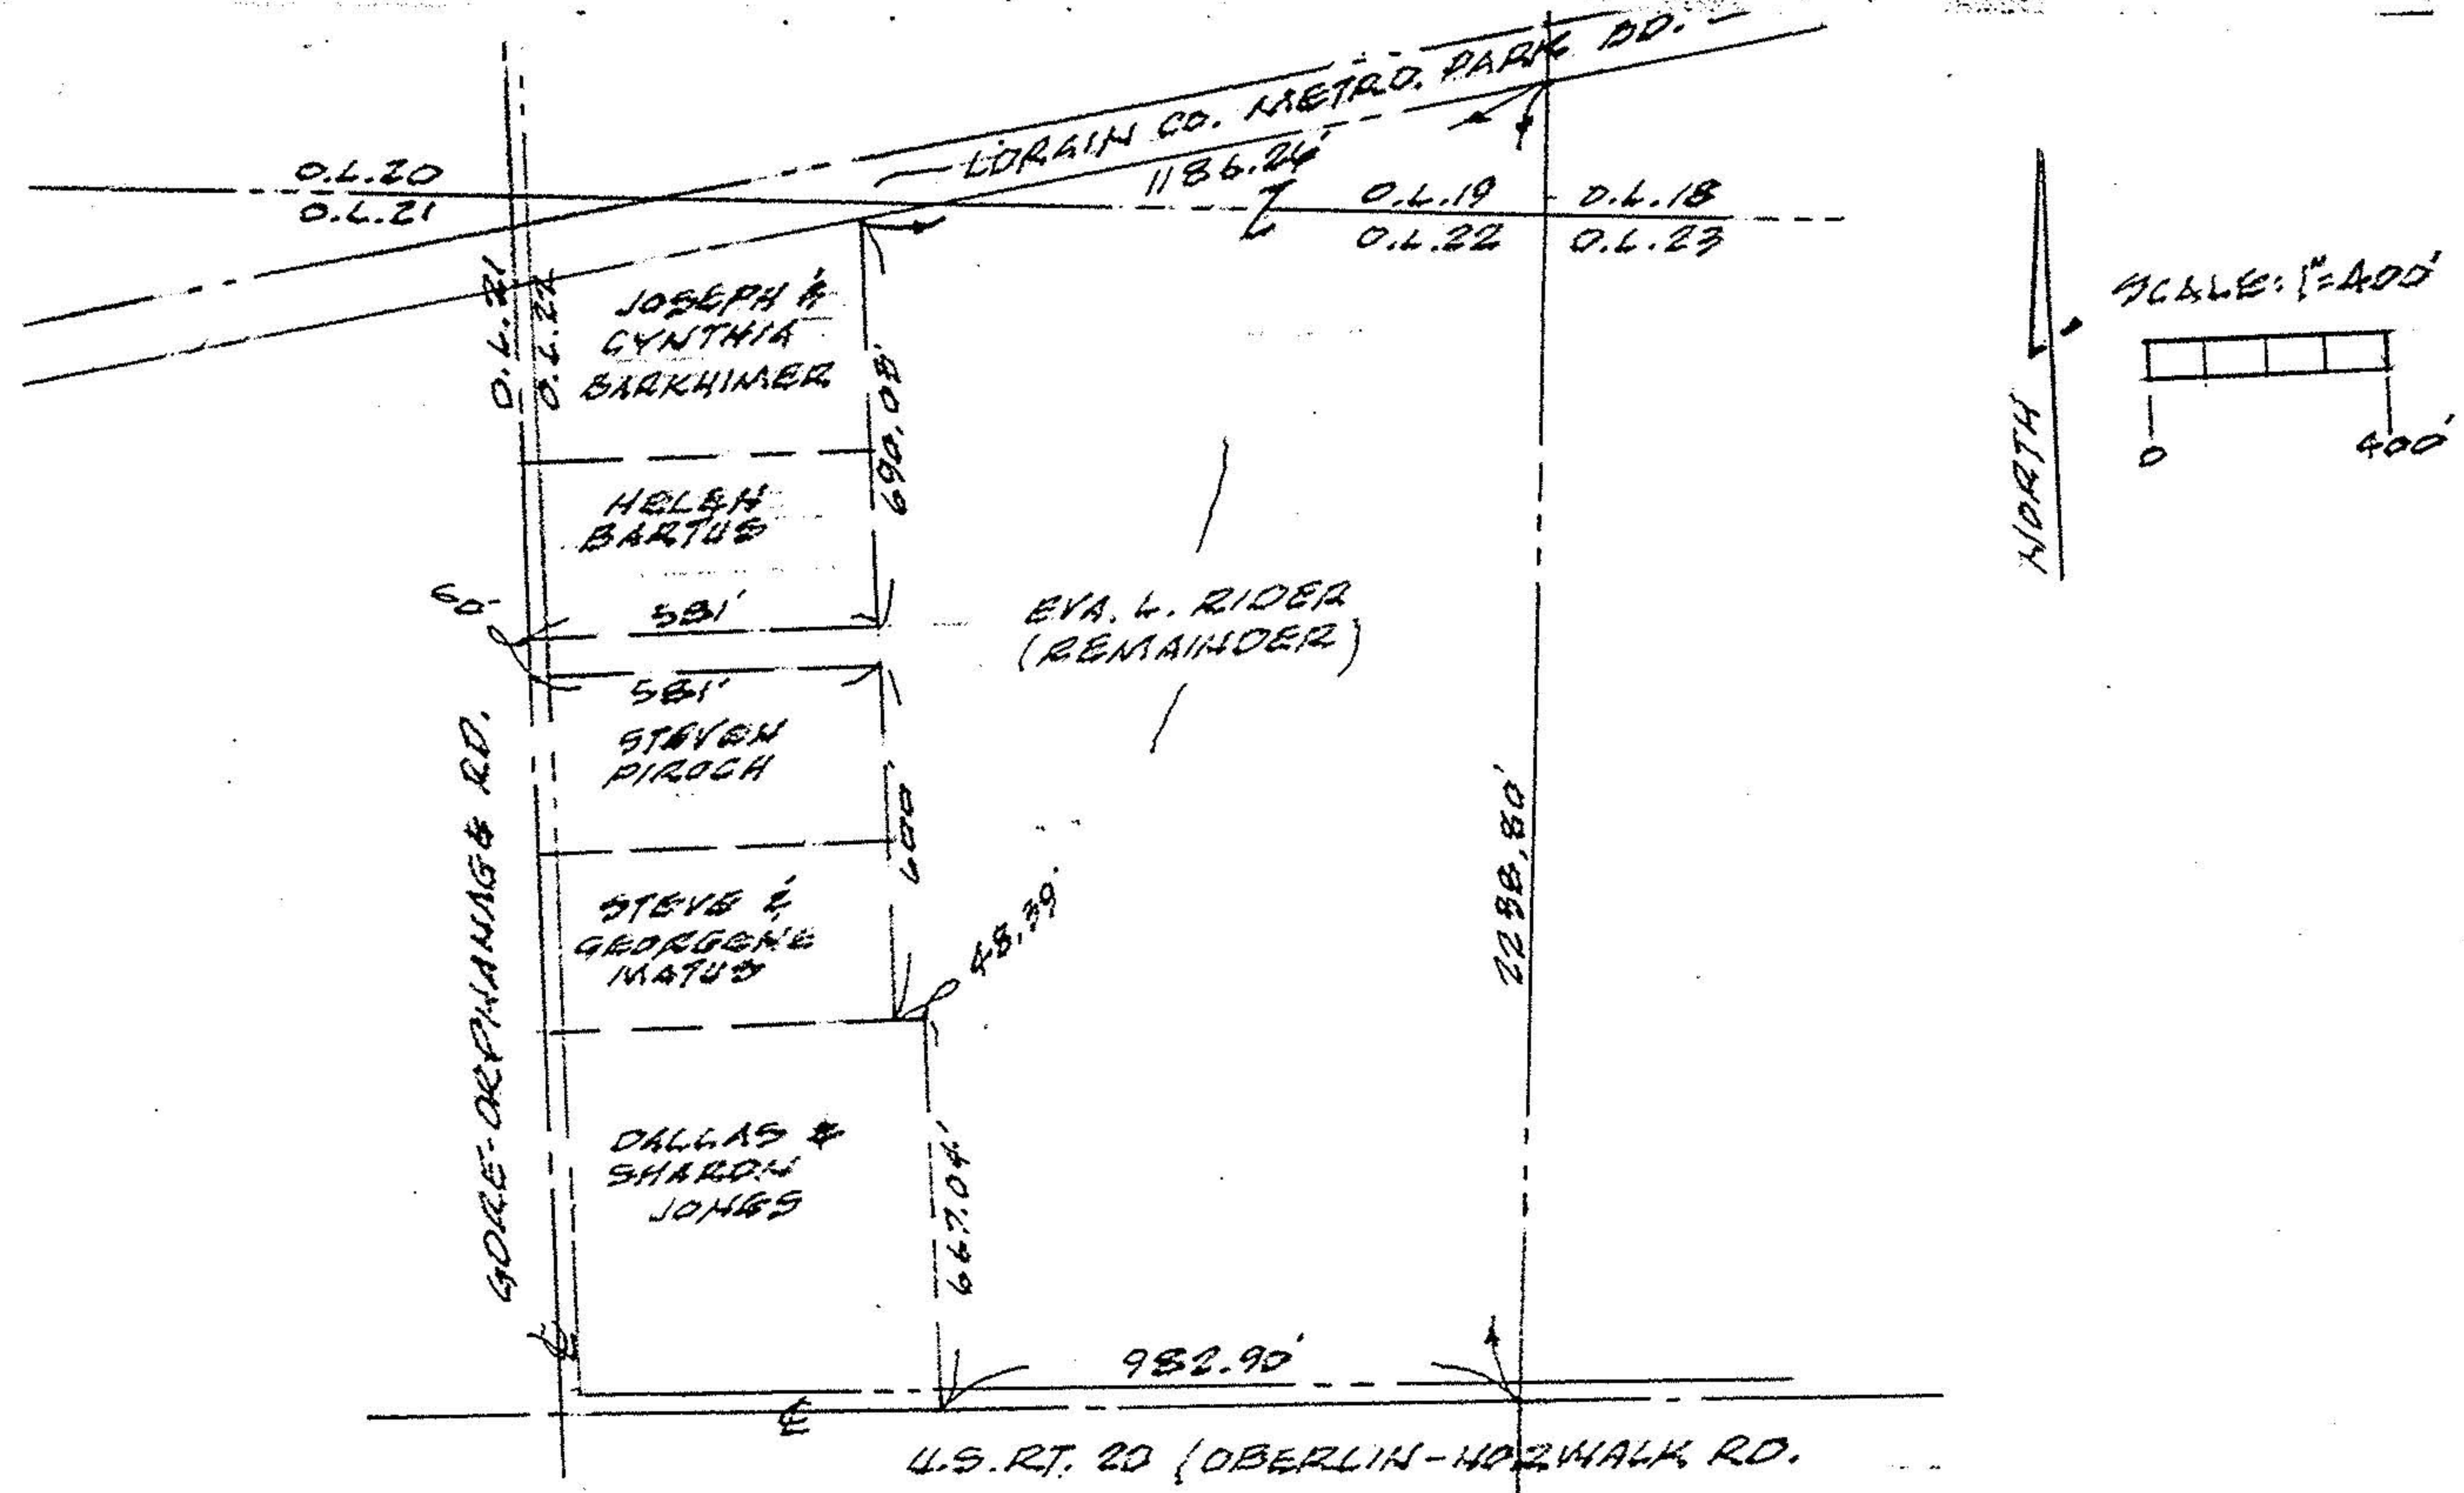 LORAIN CO. METRO. PARK BD.
1186.26'
O.L.20
O.L.21
O.L.19
O.L.18
O.L.22
O.L.23
O.L.21
O.L.22
JOSEPH &
CYNTHIA
BARKHIMER
690.08'
SCALE: 1"=400'
0
400'
NORTH
HELEN
BARTUS
60'
581'
EVA. L. RIDER
(REMAINDER)
581'
STEVEN
PIROCH
600
GORE-ORPHANAGE RD.
STEVE &
GEORGENE
MATUS
48.39'
2238.80'
DALLAS &
SHARON
JONES
667.04'
982.90'
℄
℄
U.S. RT. 20 (OBERLIN-NORWALK RD.